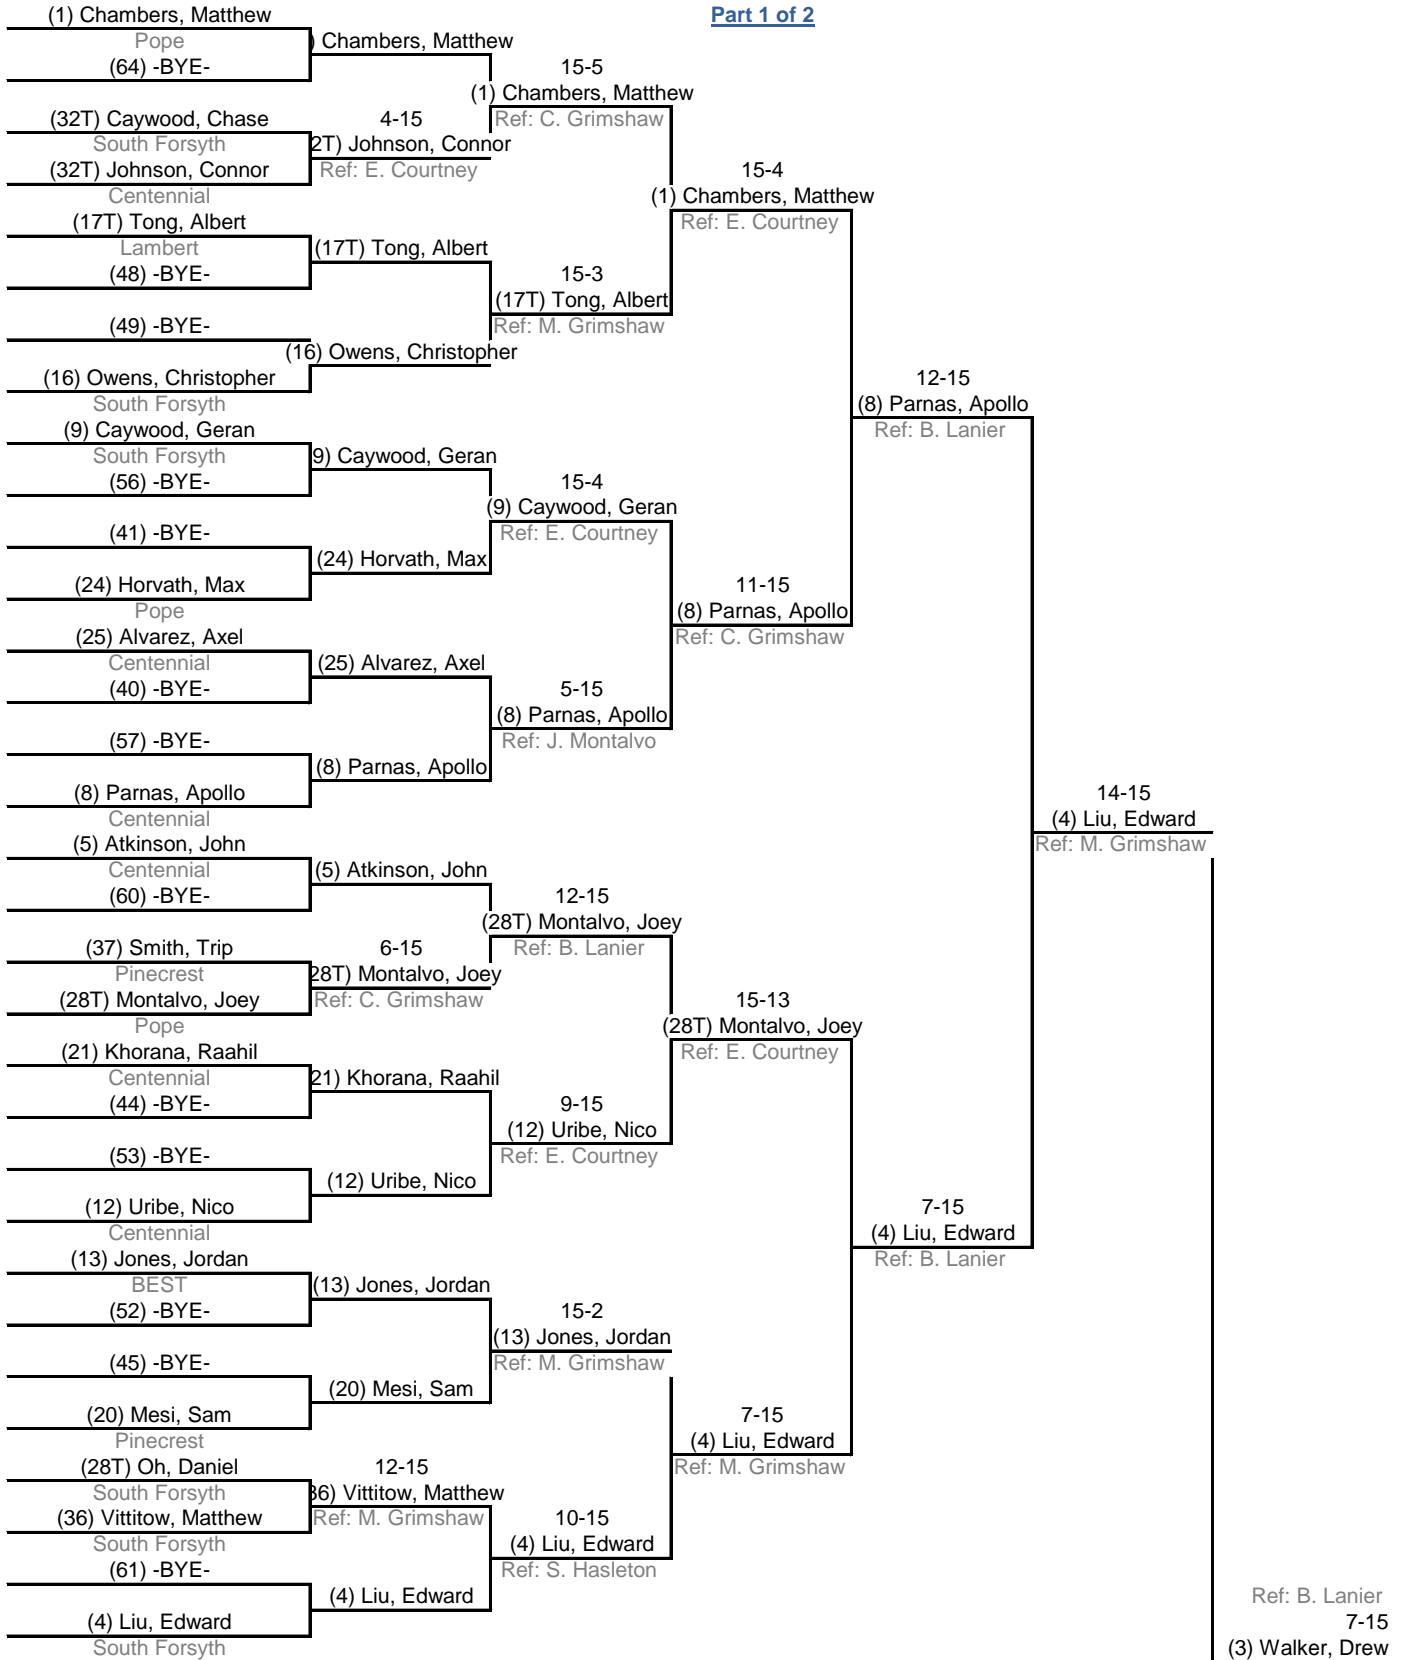 Part 1 of 2
(1) Chambers, Matthew
Pope
(64) -BYE-
(32T) Caywood, Chase
South Forsyth
(32T) Johnson, Connor
Centennial
(17T) Tong, Albert
Lambert
(48) -BYE-
(49) -BYE-
(16) Owens, Christopher
South Forsyth
(9) Caywood, Geran
South Forsyth
(56) -BYE-
(41) -BYE-
(24) Horvath, Max
Pope
(25) Alvarez, Axel
Centennial
(40) -BYE-
(57) -BYE-
(8) Parnas, Apollo
Centennial
(5) Atkinson, John
Centennial
(60) -BYE-
(37) Smith, Trip
Pinecrest
(28T) Montalvo, Joey
Pope
(21) Khorana, Raahil
Centennial
(44) -BYE-
(53) -BYE-
(12) Uribe, Nico
Centennial
(13) Jones, Jordan
BEST
(52) -BYE-
(45) -BYE-
(20) Mesi, Sam
Pinecrest
(28T) Oh, Daniel
South Forsyth
(36) Vittitow, Matthew
South Forsyth
(61) -BYE-
(4) Liu, Edward
South Forsyth
) Chambers, Matthew
4-15
2T) Johnson, Connor
Ref: E. Courtney
(17T) Tong, Albert
(16) Owens, Christopher
9) Caywood, Geran
(24) Horvath, Max
(25) Alvarez, Axel
(8) Parnas, Apollo
(5) Atkinson, John
6-15
28T) Montalvo, Joey
Ref: C. Grimshaw
21) Khorana, Raahil
(12) Uribe, Nico
(13) Jones, Jordan
(20) Mesi, Sam
12-15
36) Vittitow, Matthew
Ref: M. Grimshaw
(4) Liu, Edward
15-5
(1) Chambers, Matthew
Ref: C. Grimshaw
15-3
(17T) Tong, Albert
Ref: M. Grimshaw
15-4
(9) Caywood, Geran
Ref: E. Courtney
5-15
(8) Parnas, Apollo
Ref: J. Montalvo
12-15
(28T) Montalvo, Joey
Ref: B. Lanier
9-15
(12) Uribe, Nico
Ref: E. Courtney
15-2
(13) Jones, Jordan
Ref: M. Grimshaw
10-15
(4) Liu, Edward
Ref: S. Hasleton
15-4
(1) Chambers, Matthew
Ref: E. Courtney
11-15
(8) Parnas, Apollo
Ref: C. Grimshaw
15-13
(28T) Montalvo, Joey
Ref: E. Courtney
7-15
(4) Liu, Edward
Ref: M. Grimshaw
12-15
(8) Parnas, Apollo
Ref: B. Lanier
7-15
(4) Liu, Edward
Ref: B. Lanier
14-15
(4) Liu, Edward
Ref: M. Grimshaw
Ref: B. Lanier
7-15
(3) Walker, Drew